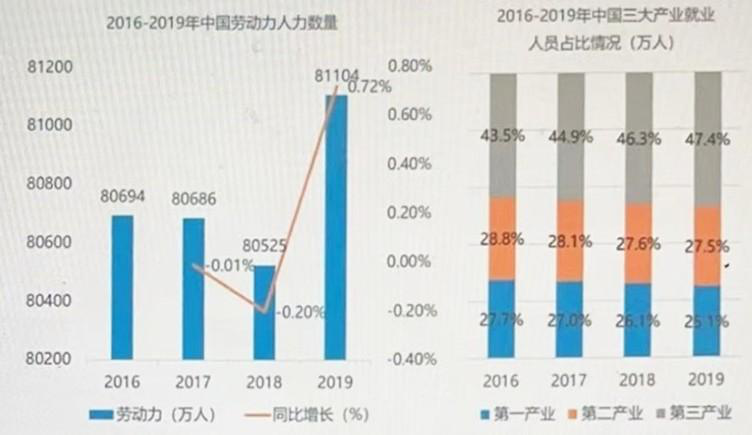 2016-2019年中国劳动力人力数量
81200
81000
80800
80600
80400
80200
80694
80686
80525
81104
-0.01%
-0.20%
0.72%
0.80%
0.60%
0.40%
0.20%
0.00%
-0.20%
-0.40%
2016 2017 2018 2019
劳动力（万人） 同比增长（%）
2016-2019年中国三大产业就业
人员占比情况（万人）
43.5% 44.9% 46.3% 47.4%
28.8% 28.1% 27.6% 27.5%
27.7% 27.0% 26.1% 25.1%
2016 2017 2018 2019
第一产业 第二产业 第三产业